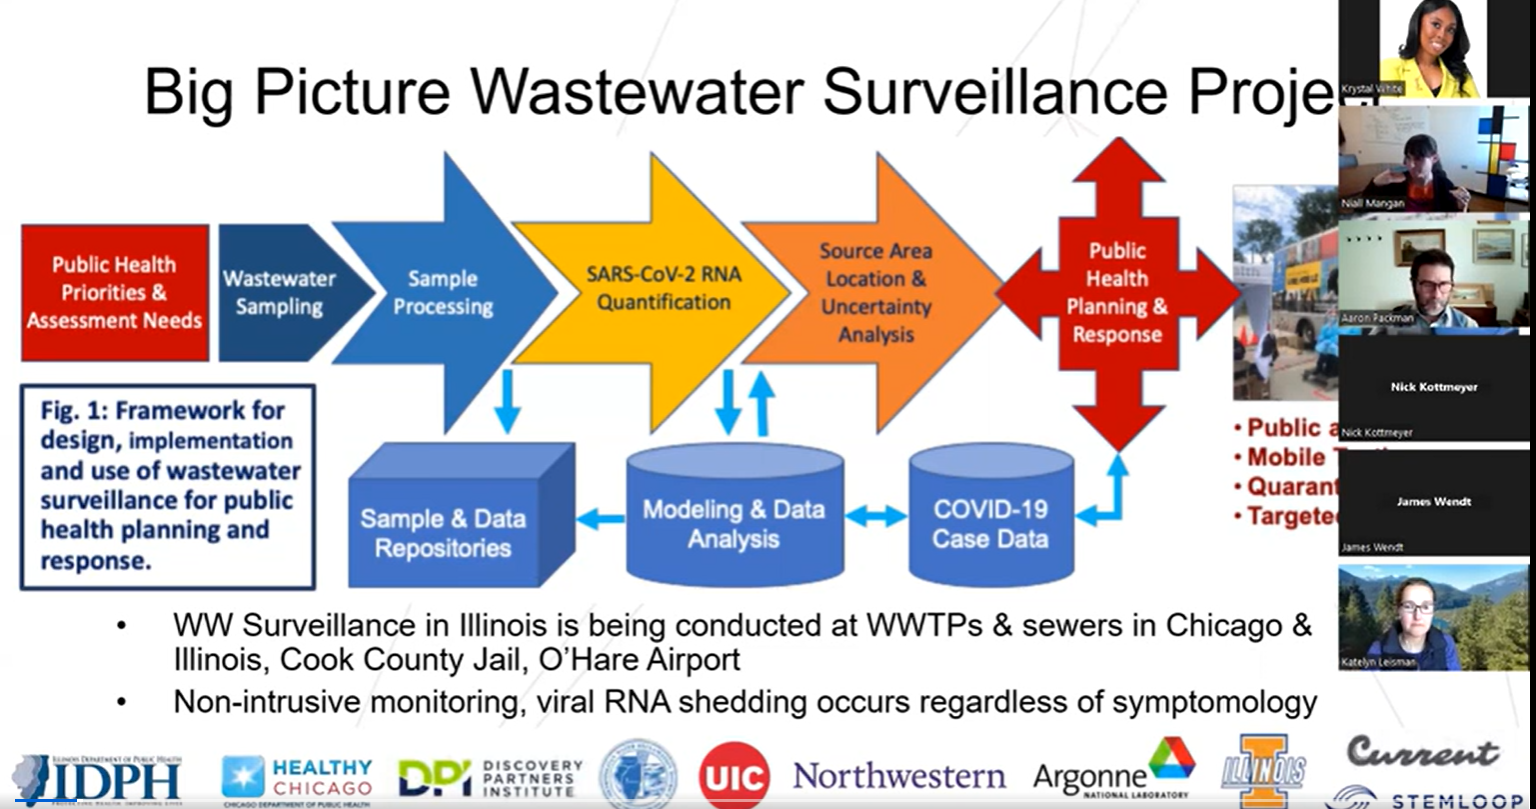 Big Picture Wastewater Surveillance Project
Public Health
Priorities &
Assessment Needs
Wastewater
Sampling
Sample
Processing
SARS-CoV-2 RNA
Quantification
Source Area
Location &
Uncertainty
Analysis
Public
Health
Planning &
Response
Fig. 1: Framework for
design, implementation
and use of wastewater
surveillance for public
health planning and
response.
Sample & Data
Repositories
Modeling & Data
Analysis
COVID-19
Case Data
• Public a
• Mobile
• Quarant
• Targete
• WW Surveillance in Illinois is being conducted at WWTPs & sewers in Chicago &
Illinois, Cook County Jail, O'Hare Airport
• Non-intrusive monitoring, viral RNA shedding occurs regardless of symptomology
ILLINOIS DEPARTMENT OF PUBLIC HEALTH
IDPH
PROTECTING HEALTH, IMPROVING LIVES
HEALTHY
CHICAGO
CHICAGO DEPARTMENT OF PUBLIC HEALTH
DPI
DISCOVERY
PARTNERS
INSTITUTE
UIC
Northwestern
Argonne
NATIONAL LABORATORY
ILLINOIS
Current
STEMLOOP
Krystal White
Niall Mangan
Aaron Packman
Nick Kottmeyer
Nick Kottmeyer
James Wendt
James Wendt
Katelyn Leisman